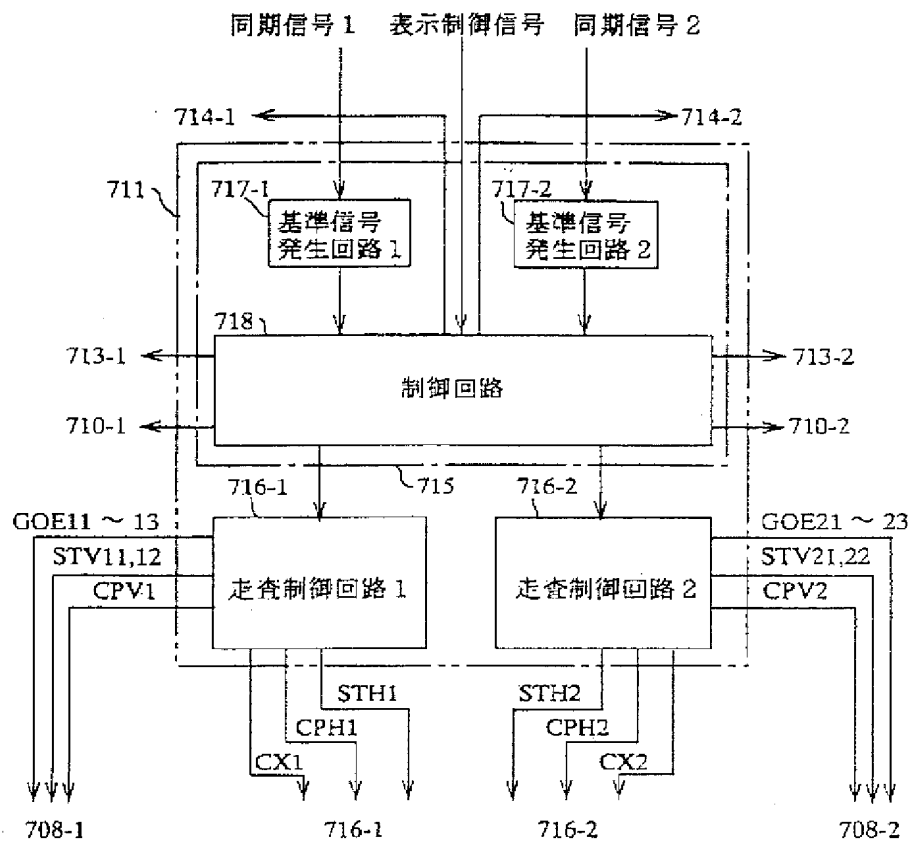 同期信号1 表示制御信号 同期信号2
714-1
714-2
711
717-1
717-2
基準信号
発生回路1
基準信号
発生回路2
718
713-1
713-2
制御回路
710-1
710-2
715
716-1
716-2
GOE11 ～ 13
GOE21 ～ 23
STV11,12
STV21,22
CPV1
CPV2
走査制御回路1
走査制御回路2
STH1
STH2
CPH1
CPH2
CX1
CX2
708-1
716-1
716-2
708-2